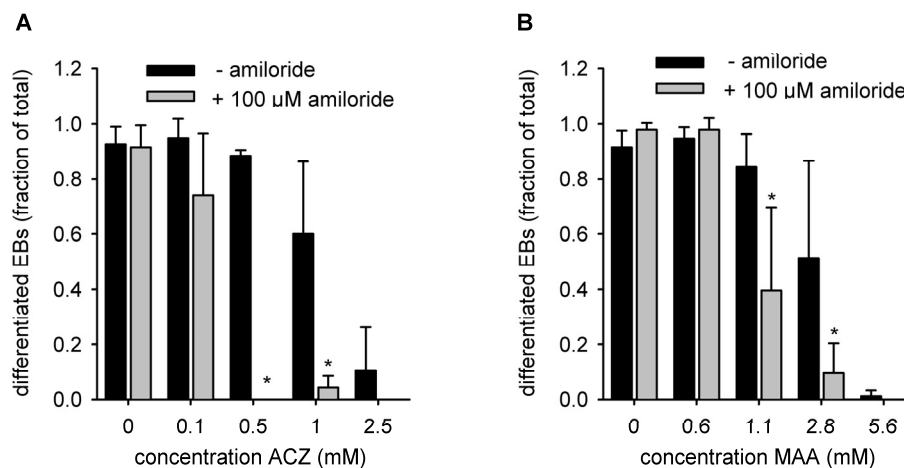 A
differentiated EBs (fraction of total)
1.2
1.0
0.8
0.6
0.4
0.2
0.0
- amiloride
+ 100 µM amiloride
*
*
0
0.1
0.5
1
2.5
concentration ACZ (mM)
B
differentiated EBs (fraction of total)
1.2
1.0
0.8
0.6
0.4
0.2
0.0
- amiloride
+ 100 µM amiloride
*
*
0
0.6
1.1
2.8
5.6
concentration MAA (mM)